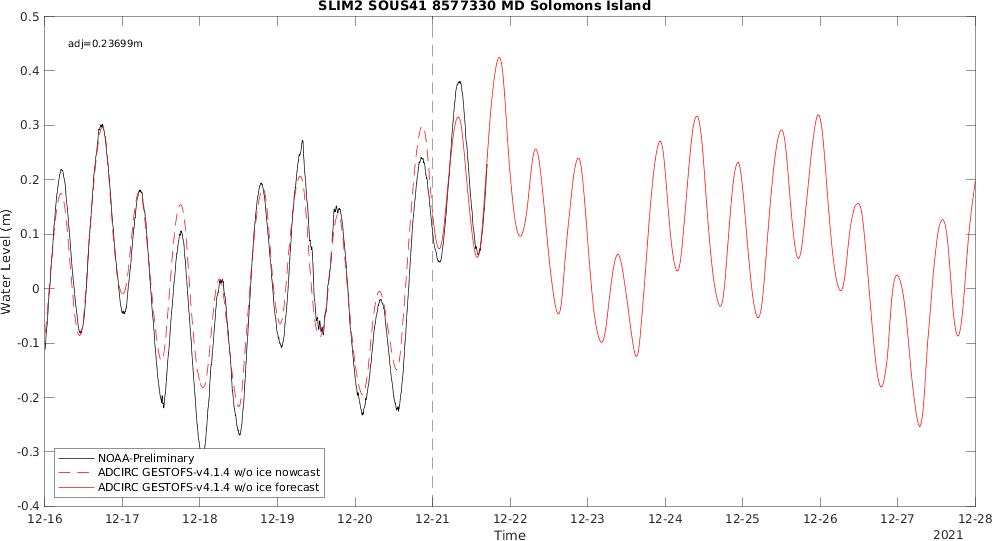 SLIM2 SOUS41 8577330 MD Solomons Island
adj=0.23699m
0.5
0.4
0.3
0.2
0.1
0
-0.1
-0.2
-0.3
-0.4
Water Level (m)
NOAA-Preliminary
ADCIRC GESTOFS-v4.1.4 w/o ice nowcast
ADCIRC GESTOFS-v4.1.4 w/o ice forecast
12-16 12-17 12-18 12-19 12-20 12-21 12-22 12-23 12-24 12-25 12-26 12-27 12-28
Time
2021